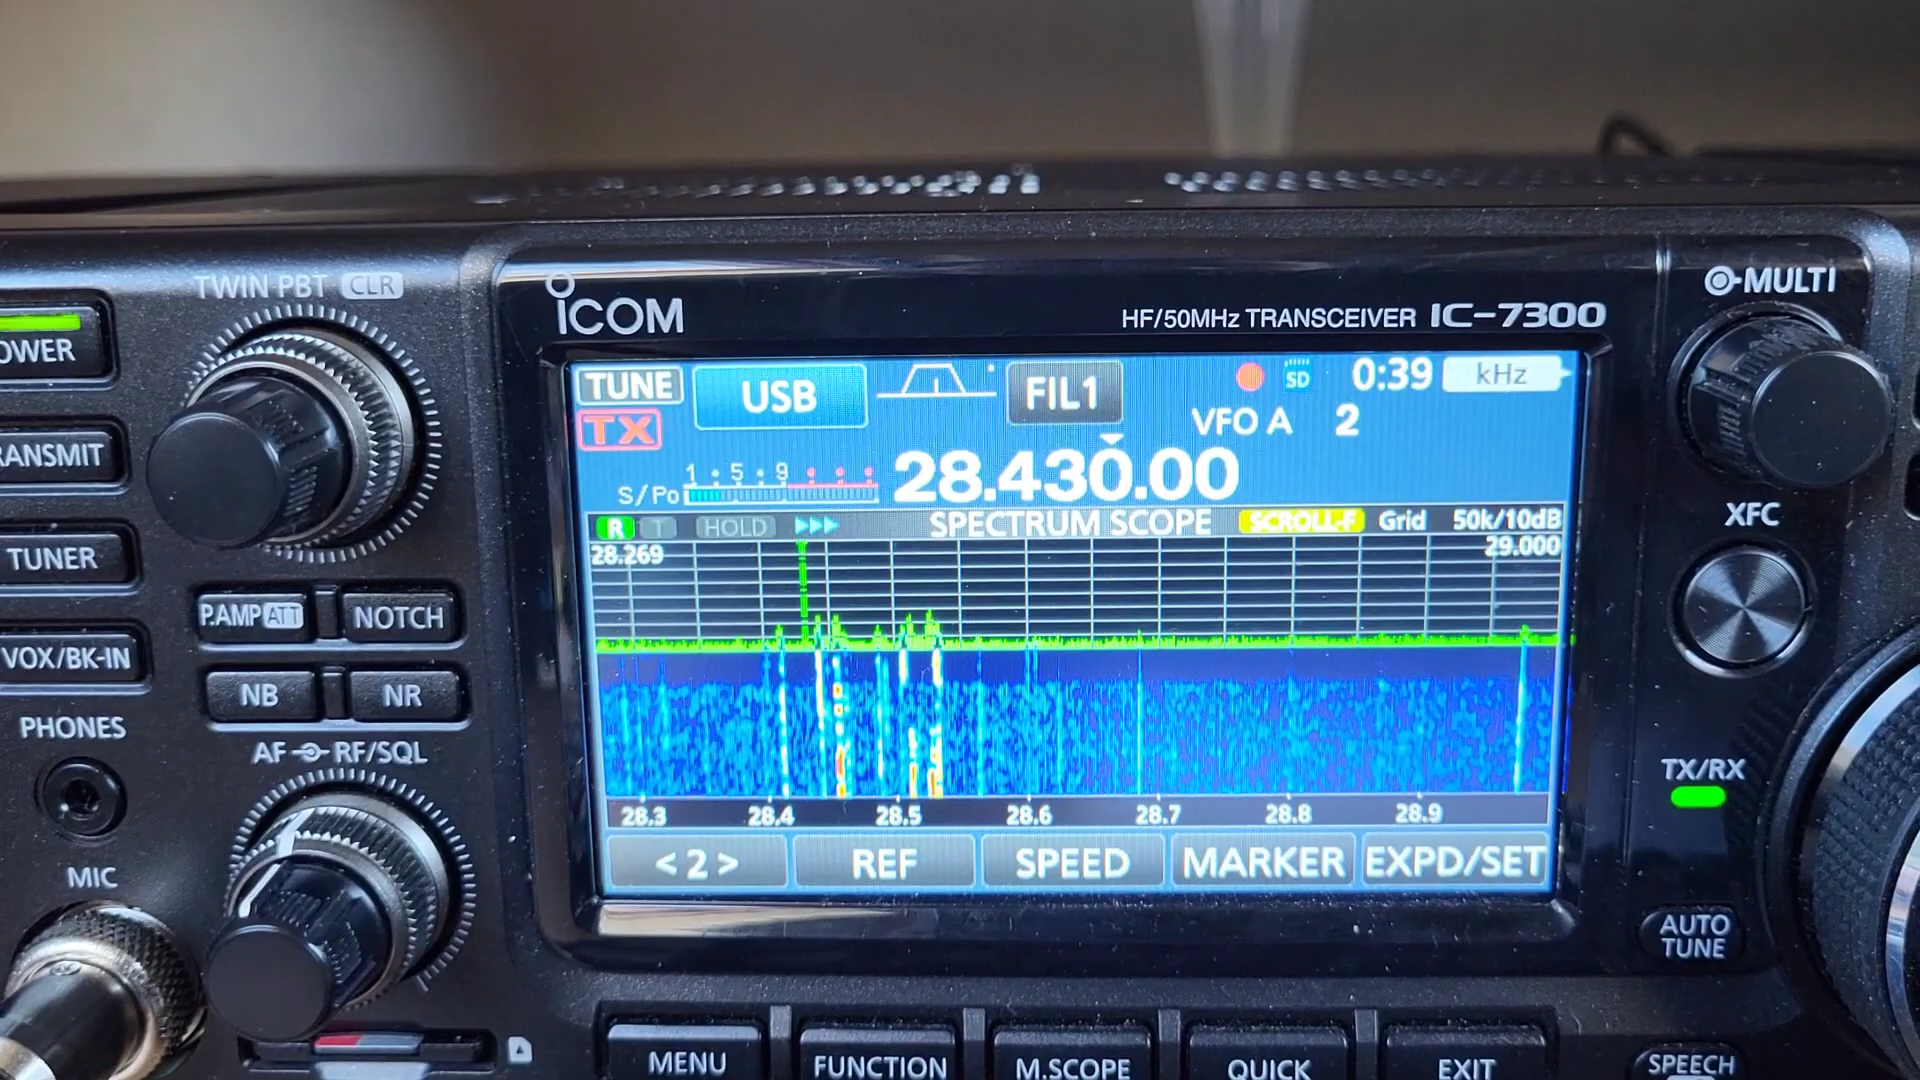 TWIN PBT CLR
OWER
RANSMIT
TUNER
P.AMP ATT
NOTCH
VOX/BK-IN
NB
NR
PHONES
AF RF/SQL
MIC
ICOM
HF/50MHz TRANSCEIVER IC-7300
TUNE
USB
FIL1
SD
0:39
kHz
TX
VFO A 2
S/Po
1 • 5 • 9
28.430.00
R T HOLD
SPECTRUM SCOPE
SCROLL-F
Grid
50k/10dB
28.269
29.000
28.3 28.4 28.5 28.6 28.7 28.8 28.9
<2>
REF
SPEED
MARKER
EXPD/SET
MENU
FUNCTION
M.SCOPE
QUICK
EXIT
MULTI
XFC
TX/RX
AUTO
TUNE
SPEECH